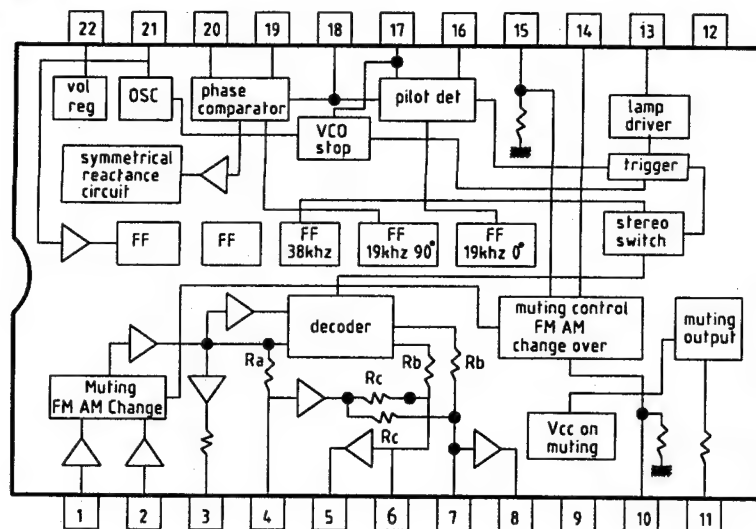 22 21 20 19 18 17 16 15 14 13 12
vol
reg
OSC
phase
comparator
pilot det
lamp
driver
VCO
stop
symmetrical
reactance
circuit
trigger
FF
FF
FF
38khz
FF
19khz 90°
FF
19khz 0°
stereo
switch
decoder
muting control
FM AM
change over
muting
output
Ra
Rb
Rb
Muting
FM AM Change
Rc
Rc
Vcc on
muting
1 2 3 4 5 6 7 8 9 10 11